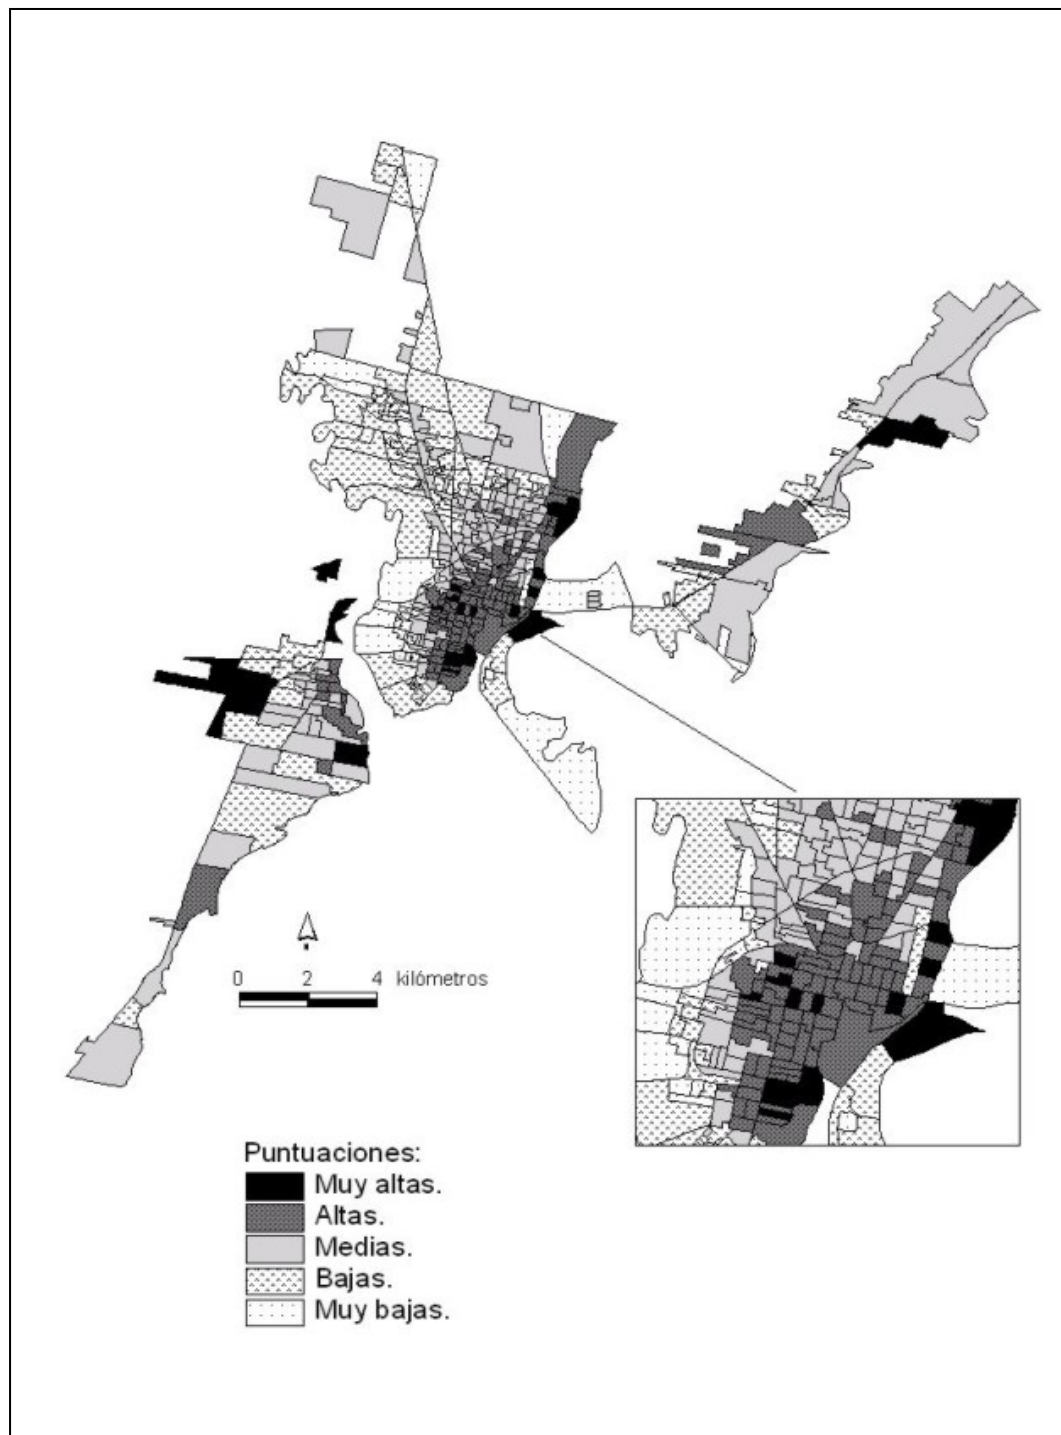 0 2 4 kilómetros
Puntuaciones:
Muy altas.
Altas.
Medias.
Bajas.
Muy bajas.